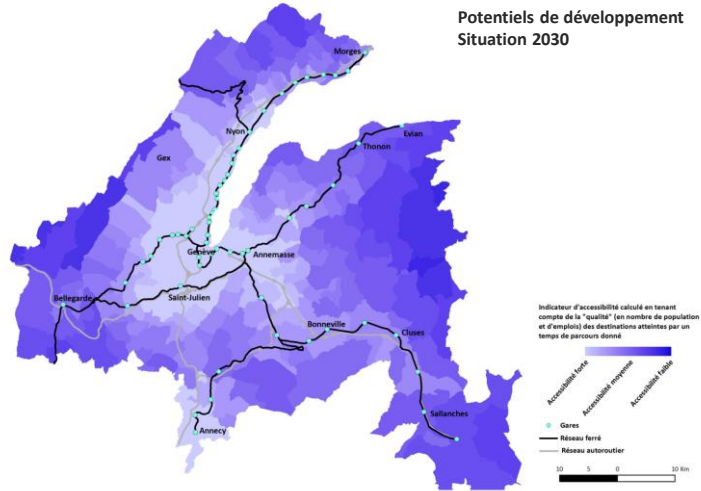 Potentiels de développement
Situation 2030
Morges
Nyon
Evian
Thonon
Gex
Genève
Annemasse
Bellegarde
Saint-Julien
Bonneville
Cluses
Sallanches
Annecy
Indicateur d'accessibilité calculé en tenant
compte de la "qualité" (en nombre de population
et d'emplois) des destinations atteintes par un
temps de parcours donné
Accessibilité forte
Accessibilité moyenne
Accessibilité faible
Gares
Réseau ferré
Réseau autoroutier
10 5 0 10 Km